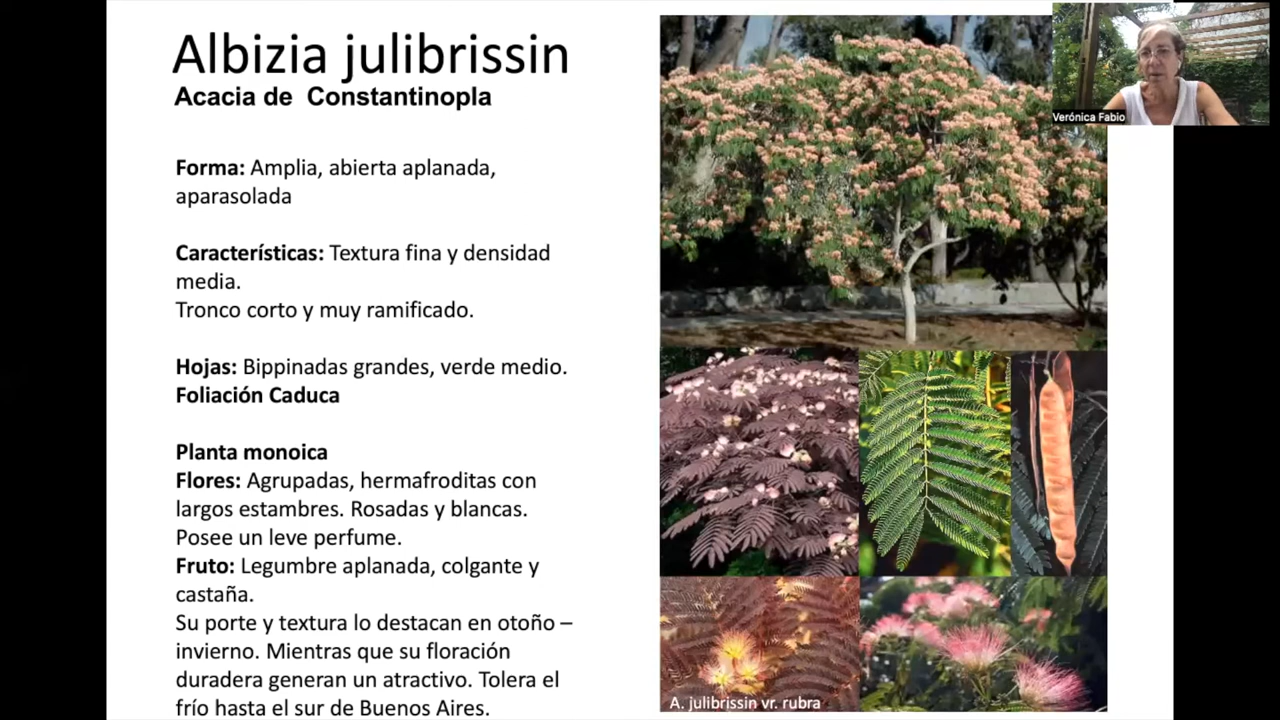 Albizia julibrissin
Acacia de Constantinopla
Verónica Fabio
Forma: Amplia, abierta aplanada,
aparasolada
Características: Textura fina y densidad
media.
Tronco corto y muy ramificado.
Hojas: Bippinadas grandes, verde medio.
Foliación Caduca
Planta monoica
Flores: Agrupadas, hermafroditas con
largos estambres. Rosadas y blancas.
Posee un leve perfume.
Fruto: Legumbre aplanada, colgante y
castaña.
Su porte y textura lo destacan en otoño –
invierno. Mientras que su floración
duradera generan un atractivo. Tolera el
frío hasta el sur de Buenos Aires.
A. julibrissin vr. rubra